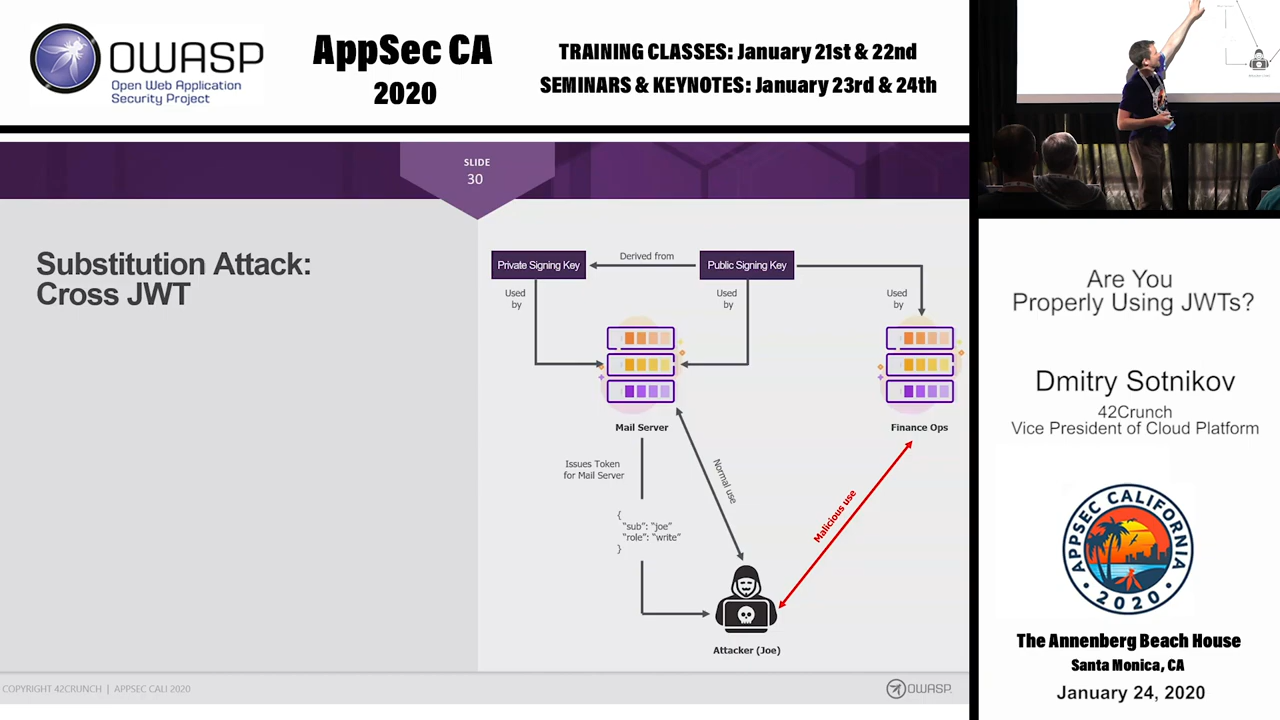 OWASP
Open Web Application
Security Project
AppSec CA
2020
TRAINING CLASSES: January 21st & 22nd
SEMINARS & KEYNOTES: January 23rd & 24th
SLIDE
30
Substitution Attack:
Cross JWT
Private Signing Key
Derived from
Public Signing Key
Used
by
Used
by
Used
by
Mail Server
Finance Ops
Issues Token
for Mail Server
Normal use
Malicious use
{
"sub": "joe"
"role": "write"
}
Attacker (Joe)
COPYRIGHT 42CRUNCH | APPSEC CALI 2020
OWASP
Are You
Properly Using JWTs?
Dmitry Sotnikov
42Crunch
Vice President of Cloud Platform
APPSEC CALIFORNIA
2020
The Annenberg Beach House
Santa Monica, CA
January 24, 2020